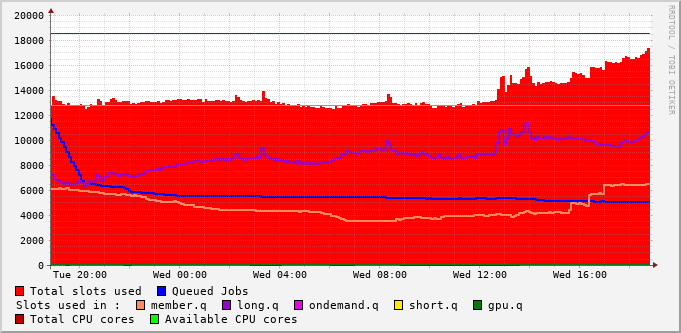 20000
18000
16000
14000
12000
10000
8000
6000
4000
2000
0
Tue 20:00 Wed 00:00 Wed 04:00 Wed 08:00 Wed 12:00 Wed 16:00
Total slots used Queued Jobs
Slots used in : member.q long.q ondemand.q short.q gpu.q
Total CPU cores Available CPU cores
RRDTOOL / TOBI OETIKER